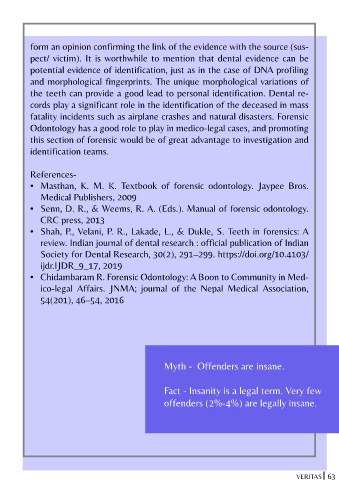 form an opinion confirming the link of the evidence with the source (sus-
pect/ victim). It is worthwhile to mention that dental evidence can be
potential evidence of identification, just as in the case of DNA profiling
and morphological fingerprints. The unique morphological variations of
the teeth can provide a good lead to personal identification. Dental re-
cords play a significant role in the identification of the deceased in mass
fatality incidents such as airplane crashes and natural disasters. Forensic
Odontology has a good role to play in medico-legal cases, and promoting
this section of forensic would be of great advantage to investigation and
identification teams.
References-
• Masthan, K. M. K. Textbook of forensic odontology. Jaypee Bros.
Medical Publishers, 2009
• Senn, D. R., & Weems, R. A. (Eds.). Manual of forensic odontology.
CRC press, 2013
• Shah, P., Velani, P. R., Lakade, L., & Dukle, S. Teeth in forensics: A
review. Indian journal of dental research : official publication of Indian
Society for Dental Research, 30(2), 291–299. https://doi.org/10.4103/
ijdr.IJDR_9_17, 2019
• Chidambaram R. Forensic Odontology: A Boon to Community in Med-
ico-legal Affairs. JNMA; journal of the Nepal Medical Association,
54(201), 46–54, 2016
Myth - Offenders are insane.
Fact - Insanity is a legal term. Very few
offenders (2%-4%) are legally insane.
VERITAS | 63